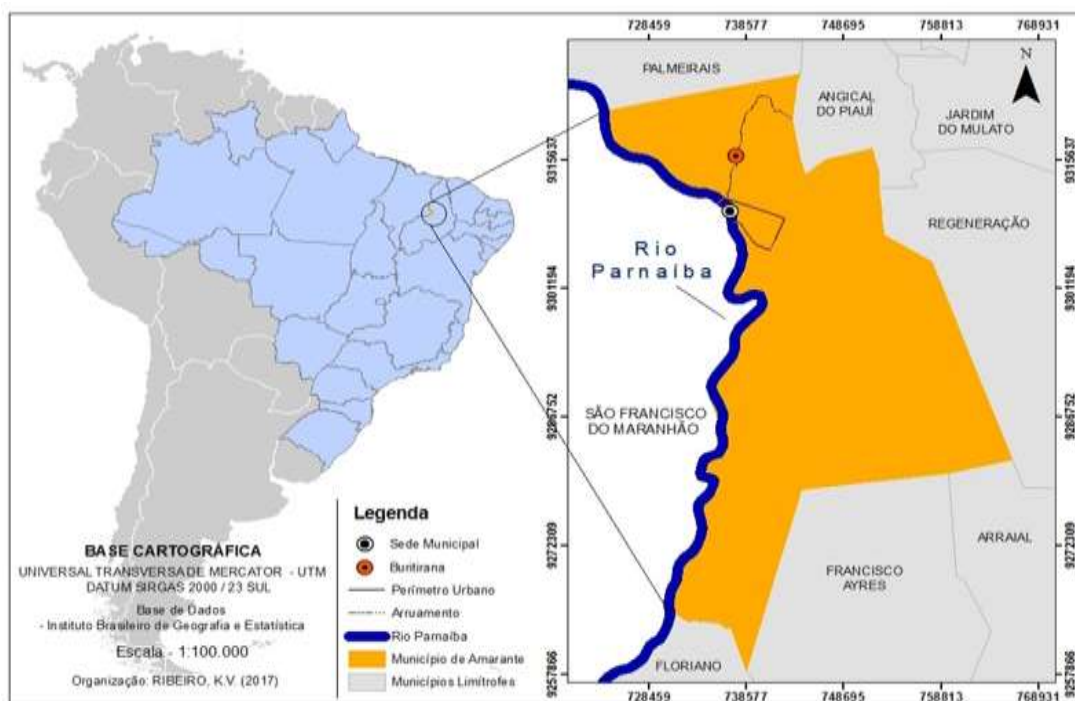 728459 738577 748695 758813 768931
N
PALMEIRAIS
ANGICAL
DO PIAUÍ
JARDIM
DO MULATO
REGENERAÇÃO
Rio
Parnaíba
SÃO FRANCISCO
DO MARANHÃO
ARRAIAL
FRANCISCO
AYRES
FLORIANO
9315637
9301194
9286752
9272309
9257866
9315637
9301194
9286752
9272309
9257866
728459 738577 748695 758813 768931
BASE CARTOGRÁFICA
UNIVERSAL TRANSVERSA DE MERCATOR - UTM
DATUM SIRGAS 2000 / 23 SUL
Base de Dados
- Instituto Brasileiro de Geografia e Estatística
Escala - 1:100.000
Organização: RIBEIRO, K.V. (2017)
Legenda
Sede Municipal
Buritirana
Perímetro Urbano
Arruamento
Rio Parnaíba
Município de Amarante
Municípios Limítrofes